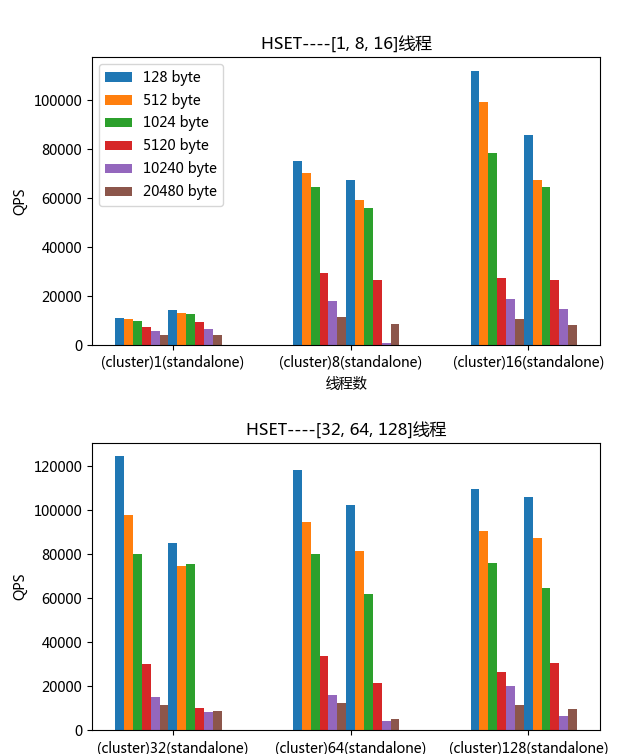 HSET----[1, 8, 16]线程
128 byte
512 byte
1024 byte
5120 byte
10240 byte
20480 byte
QPS
100000
80000
60000
40000
20000
0
(cluster)1(standalone) (cluster)8(standalone) (cluster)16(standalone)
线程数
HSET----[32, 64, 128]线程
QPS
120000
100000
80000
60000
40000
20000
0
(cluster)32(standalone) (cluster)64(standalone) (cluster)128(standalone)